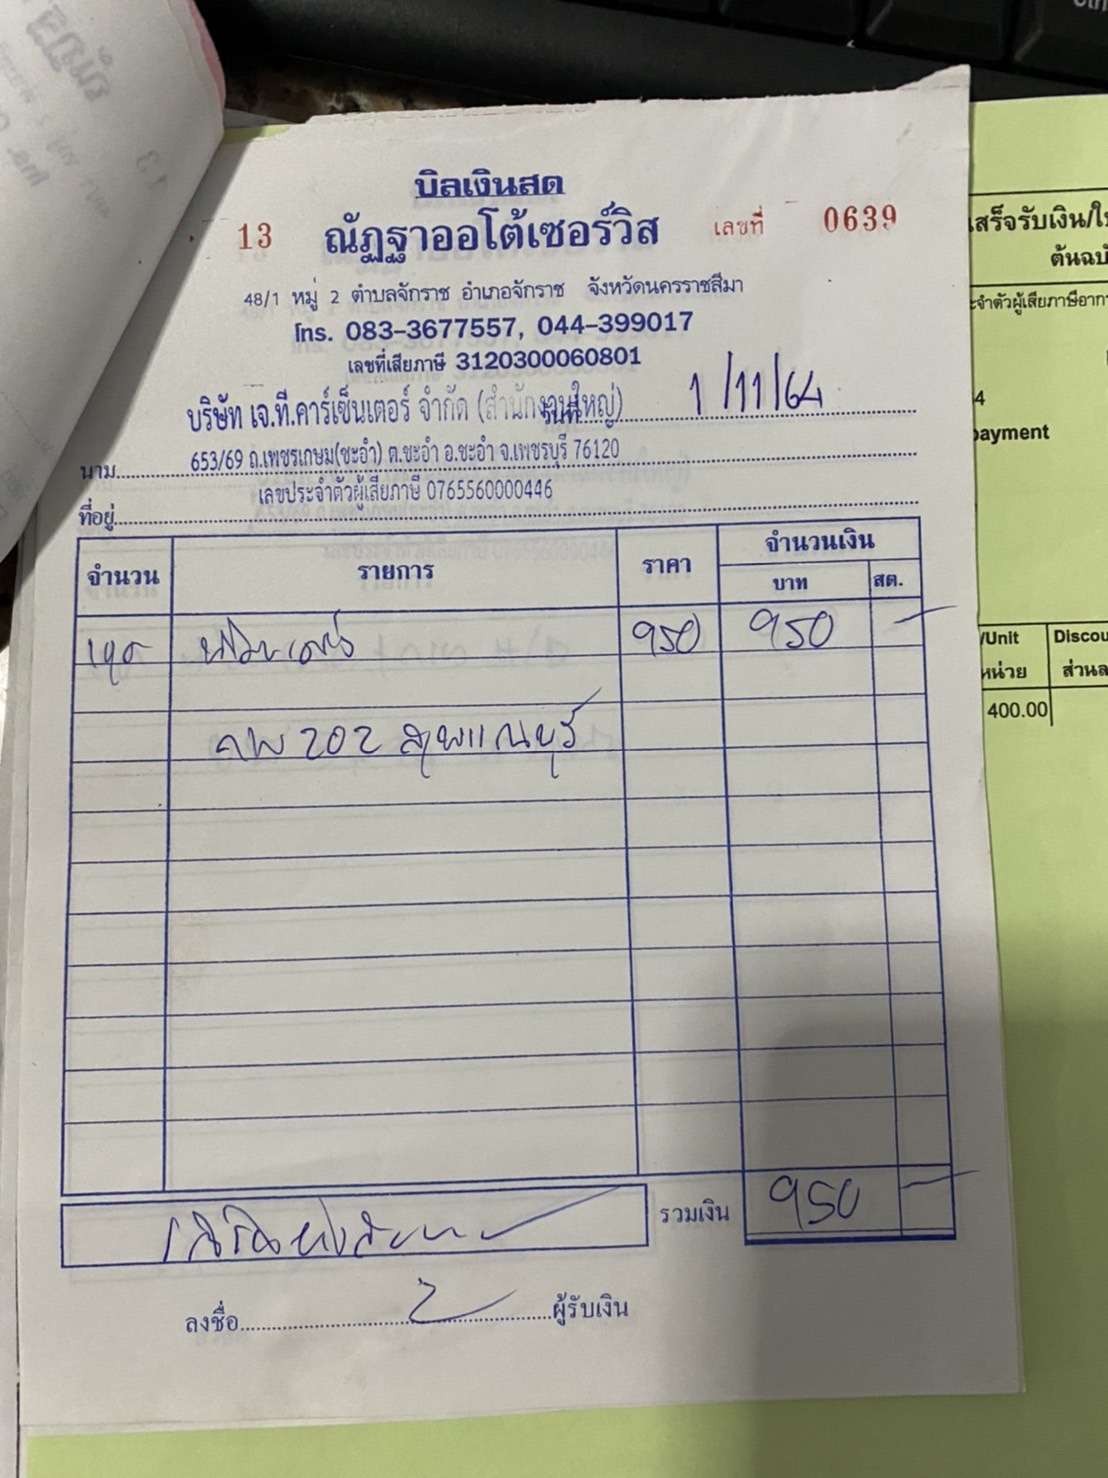 บิลเงินสด
13 ณัฏฐาออโต้เซอร์วิส เลขที่ 0639
48/1 หมู่ 2 ตำบลจักราช อำเภอจักราช จังหวัดนครราชสีมา
โทร. 083-3677557, 044-399017
เลขที่เสียภาษี 3120300060801
บริษัท เจ.ที.คาร์เซ็นเตอร์ จำกัด (สำนักงานใหญ่) วันที่ 1/11/64
นาม 653/69 ถ.เพชรเกษม(ชะอำ) ต.ชะอำ อ.ชะอำ จ.เพชรบุรี 76120
เลขประจำตัวผู้เสียภาษี 0765560000446
ที่อยู่
จำนวน รายการ ราคา จำนวนเงิน
บาท สต.
950 950 -
202 สุพรรณบุรี
รวมเงิน 950 -
ลงชื่อ ผู้รับเงิน
สร็จรับเงิน/ใ
ต้นฉบั
ประจำตัวผู้เสียภาษีอาก
4
payment
/Unit Discou
หน่วย ส่วนล
400.00